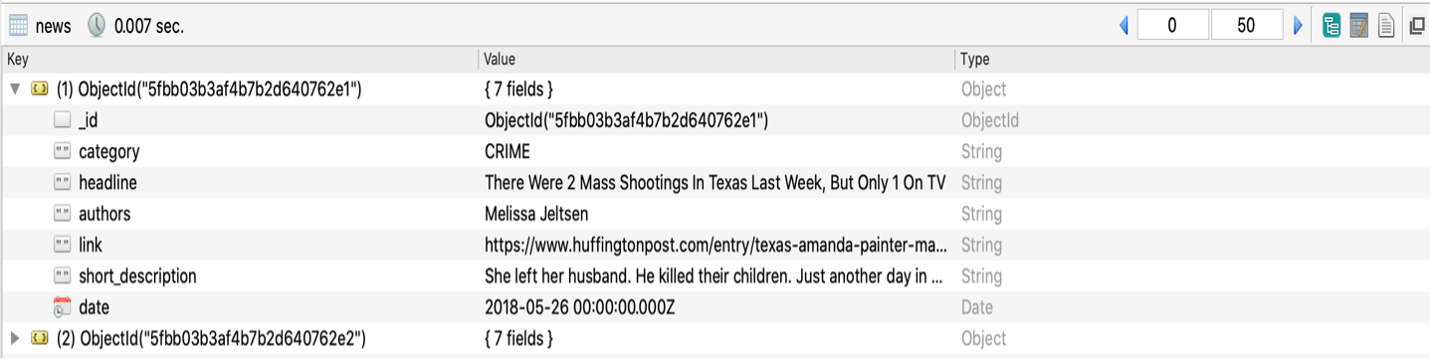 news 0.007 sec. 0 50
Key Value Type
(1) ObjectId("5fbb03b3af4b7b2d640762e1") { 7 fields } Object
_id ObjectId("5fbb03b3af4b7b2d640762e1") ObjectId
category CRIME String
headline There Were 2 Mass Shootings In Texas Last Week, But Only 1 On TV String
authors Melissa Jeltsen String
link https://www.huffingtonpost.com/entry/texas-amanda-painter-ma... String
short_description She left her husband. He killed their children. Just another day in ... String
date 2018-05-26 00:00:00.000Z Date
(2) ObjectId("5fbb03b3af4b7b2d640762e2") { 7 fields } Object